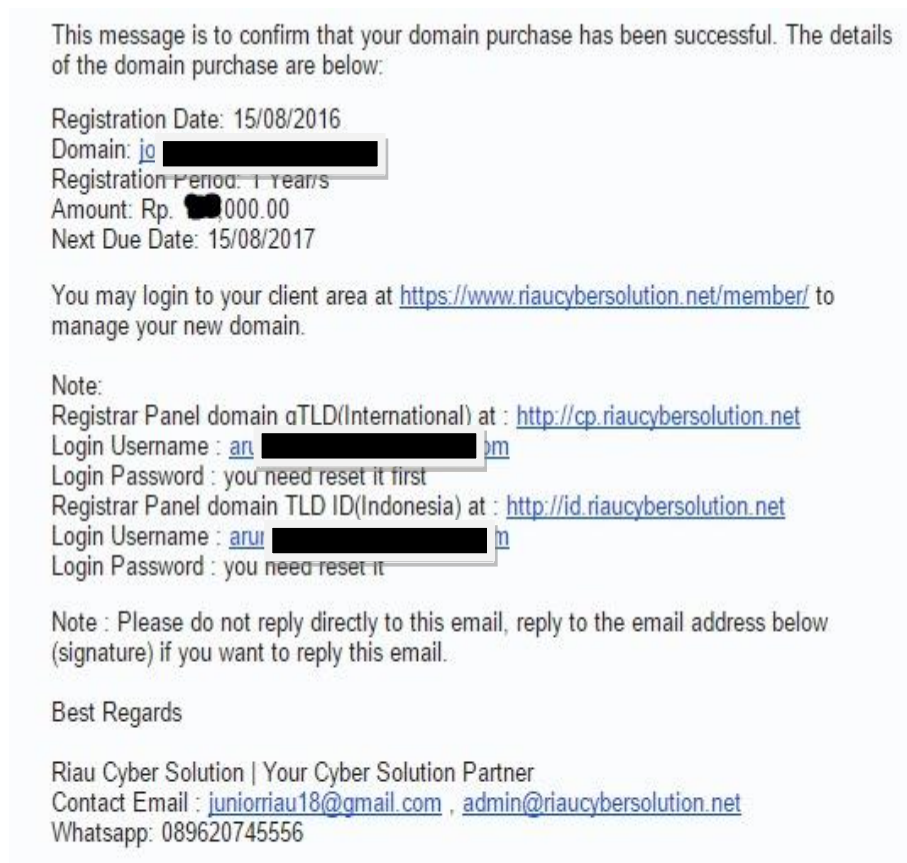 This message is to confirm that your domain purchase has been successful. The details
of the domain purchase are below:
Registration Date: 15/08/2016
Domain: jo
Registration Period: 1 Year/s
Amount: Rp. ,000.00
Next Due Date: 15/08/2017
You may login to your client area at https://www.riaucybersolution.net/member/ to
manage your new domain.
Note:
Registrar Panel domain gTLD(International) at : http://cp.riaucybersolution.net
Login Username : aru om
Login Password : you need reset it first
Registrar Panel domain TLD ID(Indonesia) at : http://id.riaucybersolution.net
Login Username : arur m
Login Password : you need reset it
Note : Please do not reply directly to this email, reply to the email address below
(signature) if you want to reply this email.
Best Regards
Riau Cyber Solution | Your Cyber Solution Partner
Contact Email : juniorriau18@gmail.com , admin@riaucybersolution.net
Whatsapp: 089620745556